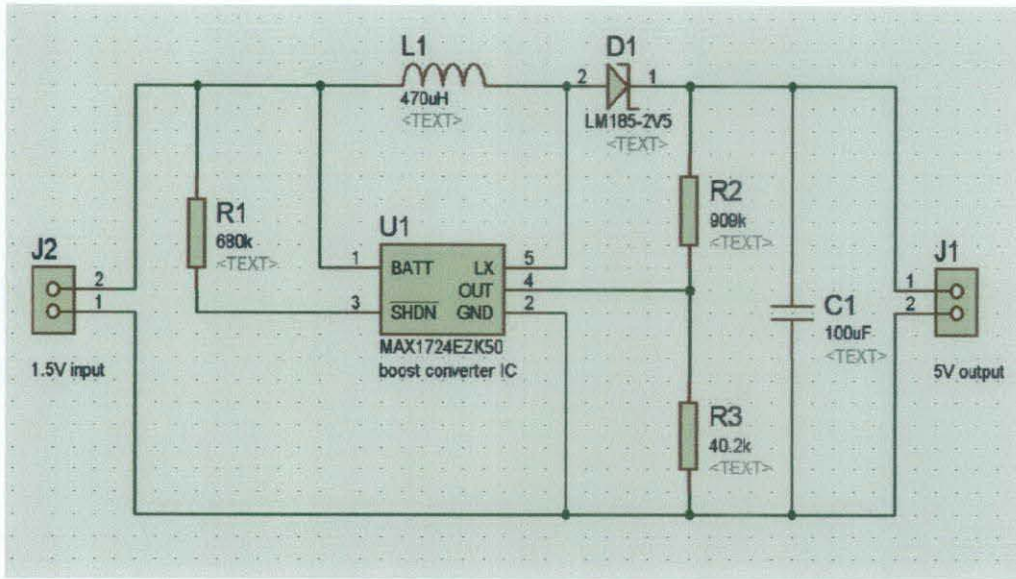 L1
470uH
<TEXT>
D1
2
1
LM185-2V5
<TEXT>
R1
680k
<TEXT>
R2
909k
<TEXT>
U1
1
BATT
LX
5
OUT
4
3
SHDN
GND
2
MAX1724EZK50
boost converter IC
J2
2
1
1.5V input
J1
1
2
5V output
C1
100uF
<TEXT>
R3
40.2k
<TEXT>